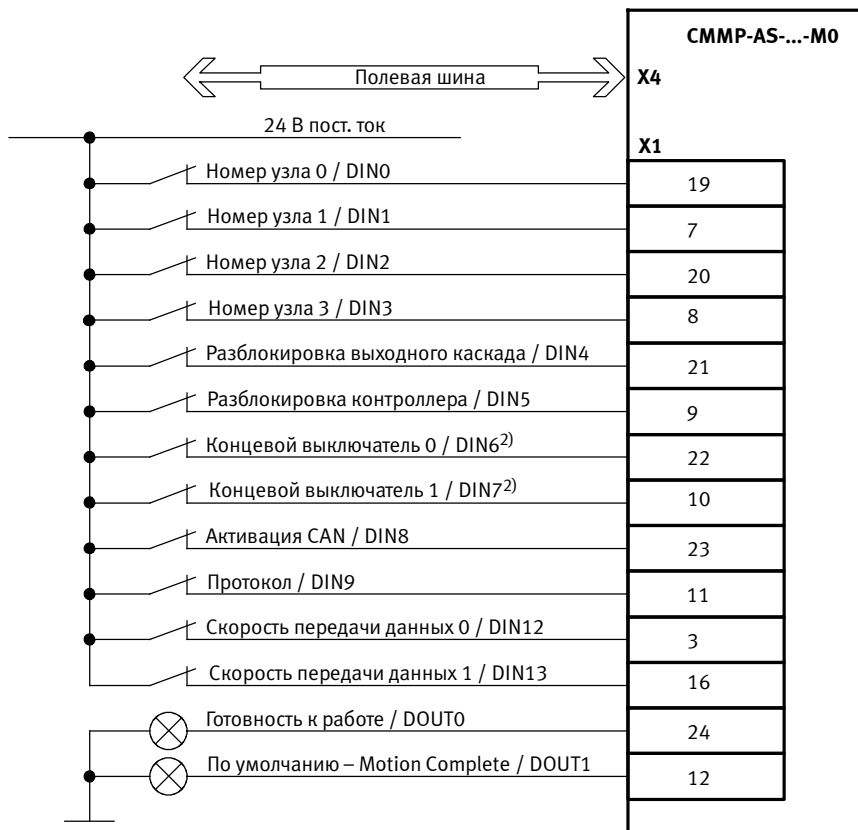 CMMP-AS-...-M0
Полевая шина
X4
24 В пост. ток
X1
Номер узла 0 / DIN0
19
Номер узла 1 / DIN1
7
Номер узла 2 / DIN2
20
Номер узла 3 / DIN3
8
Разблокировка выходного каскада / DIN4
21
Разблокировка контроллера / DIN5
9
Концевой выключатель 0 / DIN6²⁾
22
Концевой выключатель 1 / DIN7²⁾
10
Активация CAN / DIN8
23
Протокол / DIN9
11
Скорость передачи данных 0 / DIN12
3
Скорость передачи данных 1 / DIN13
16
Готовность к работе / DOUT0
24
По умолчанию – Motion Complete / DOUT1
12